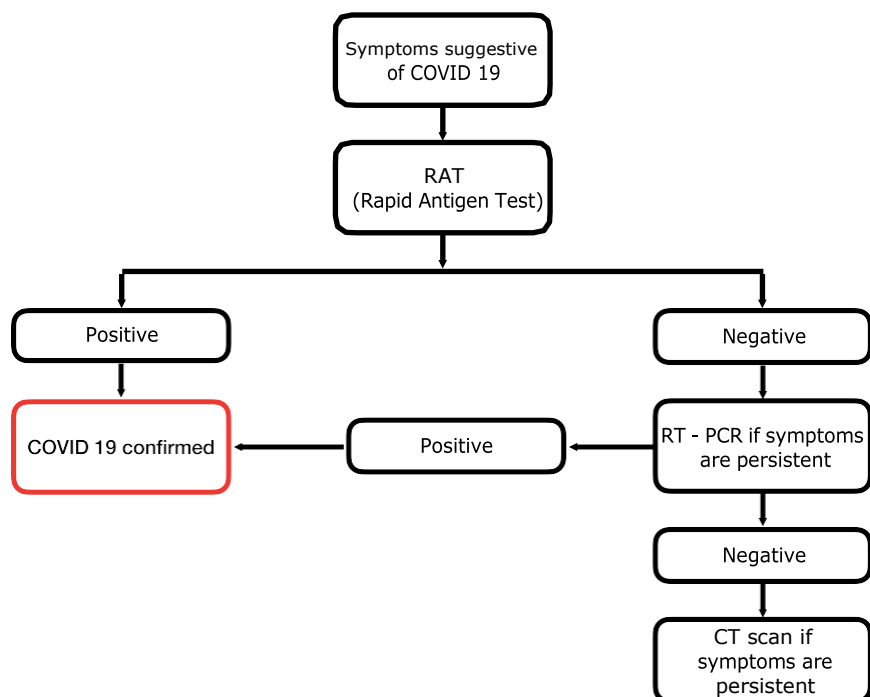 Symptoms suggestive
of COVID 19
RAT
(Rapid Antigen Test)
Positive
Negative
COVID 19 confirmed
Positive
RT - PCR if symptoms
are persistent
Negative
CT scan if
symptoms are
persistent